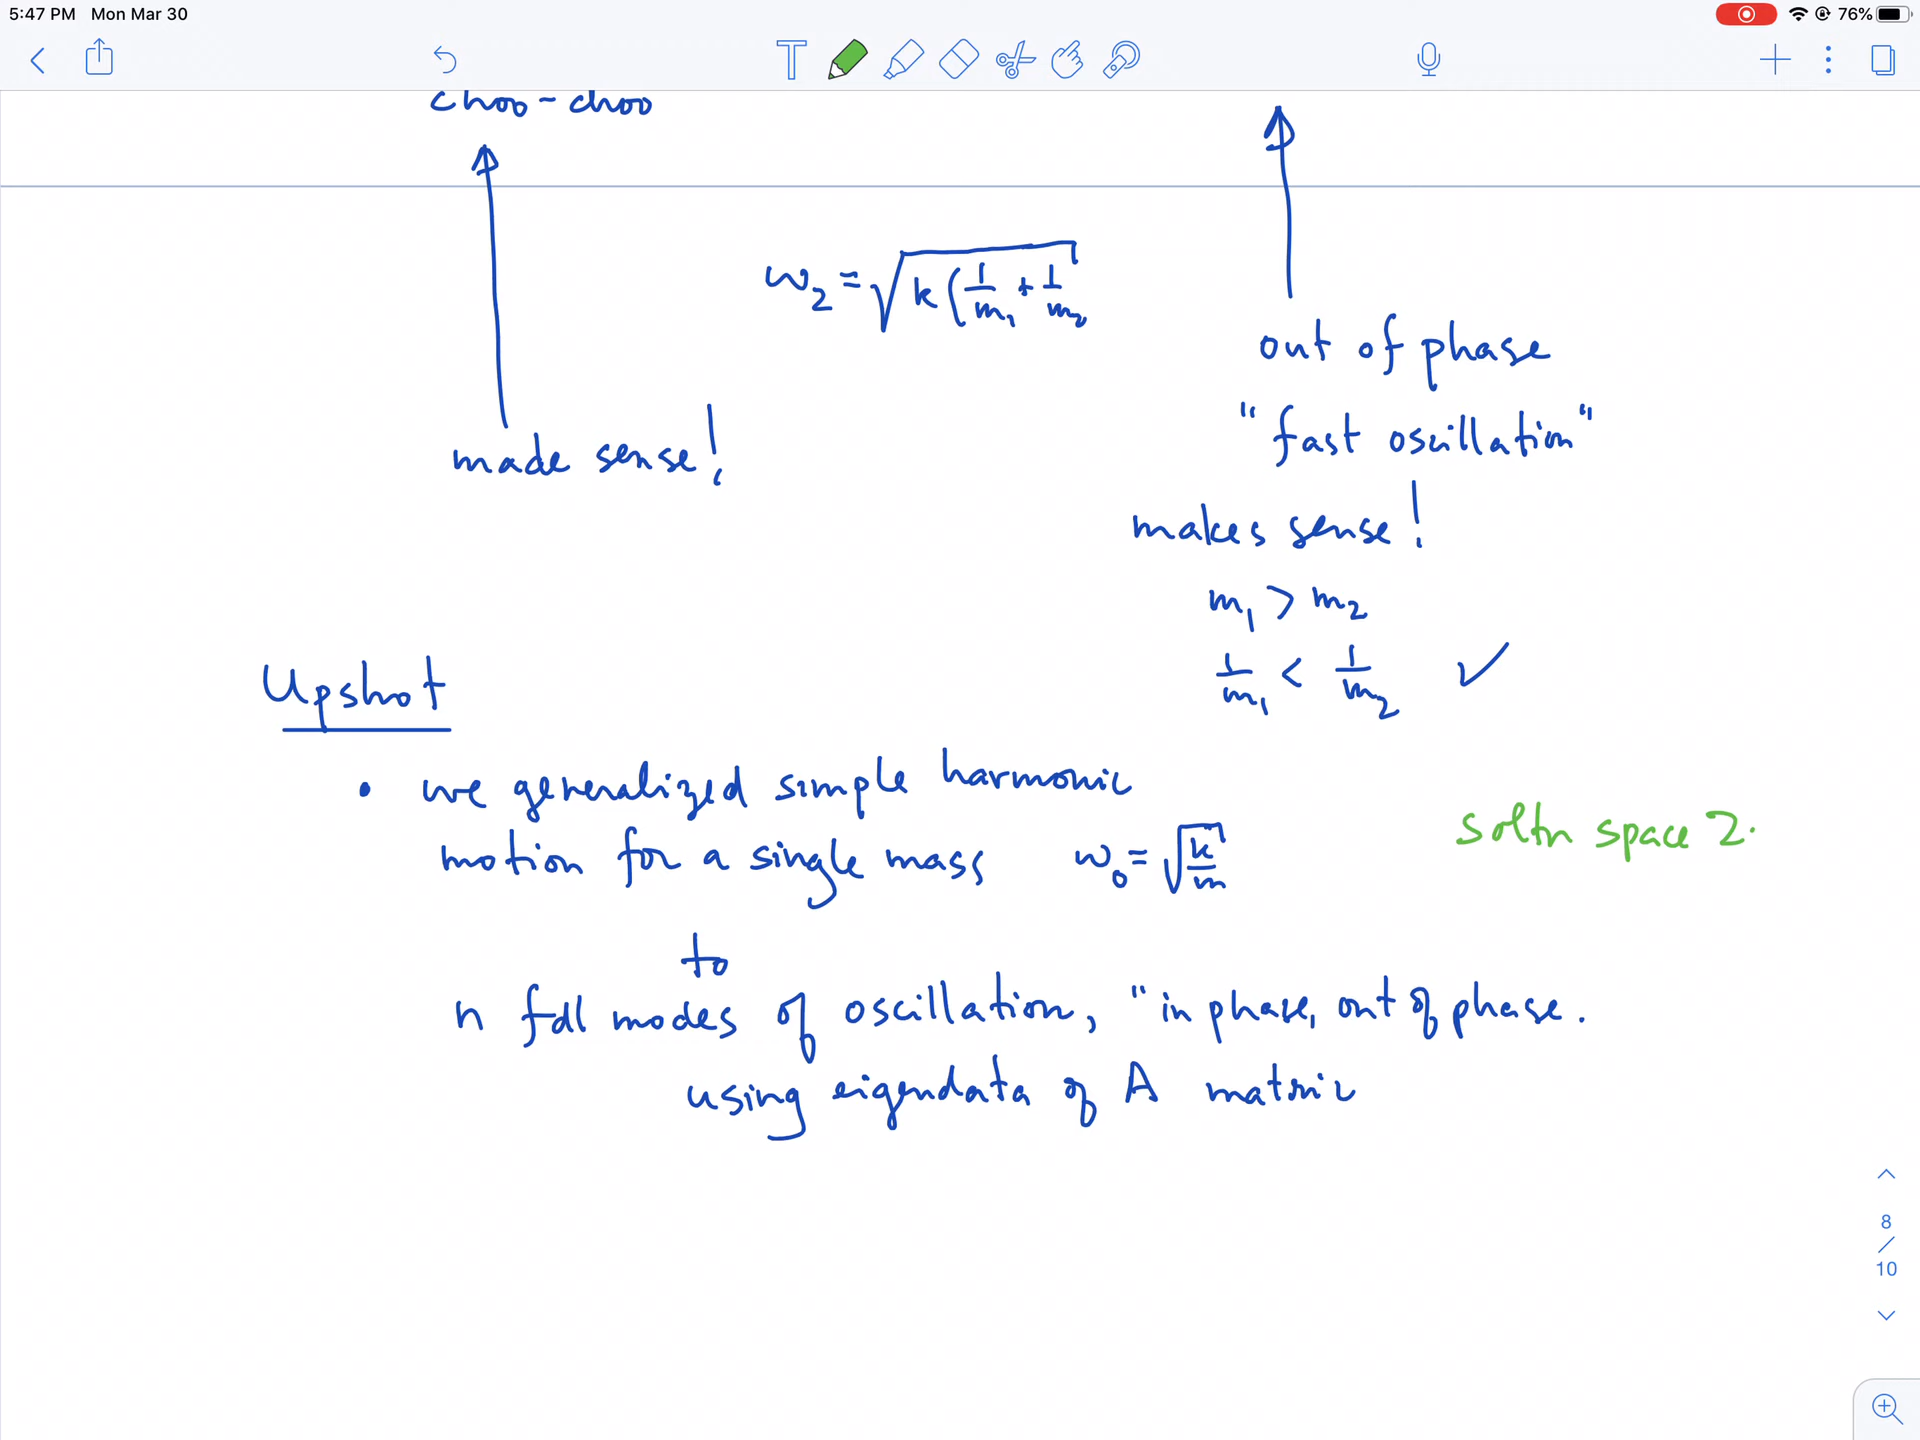 5:47 PM Mon Mar 30
76%
T
choo-choo
ω₂ = √k(1/m₁ + 1/m₂
made sense!
out of phase
"fast oscillation"
makes sense!
m₁ > m₂
1/m₁ < 1/m₂ ✓
Upshot
• we generalized simple harmonic
motion for a single mass ω₀ = √k/m
soltn space 2.
to
n fdl modes of oscillation, "in phase, out of phase.
using eigendata of A matrix
8
/
10